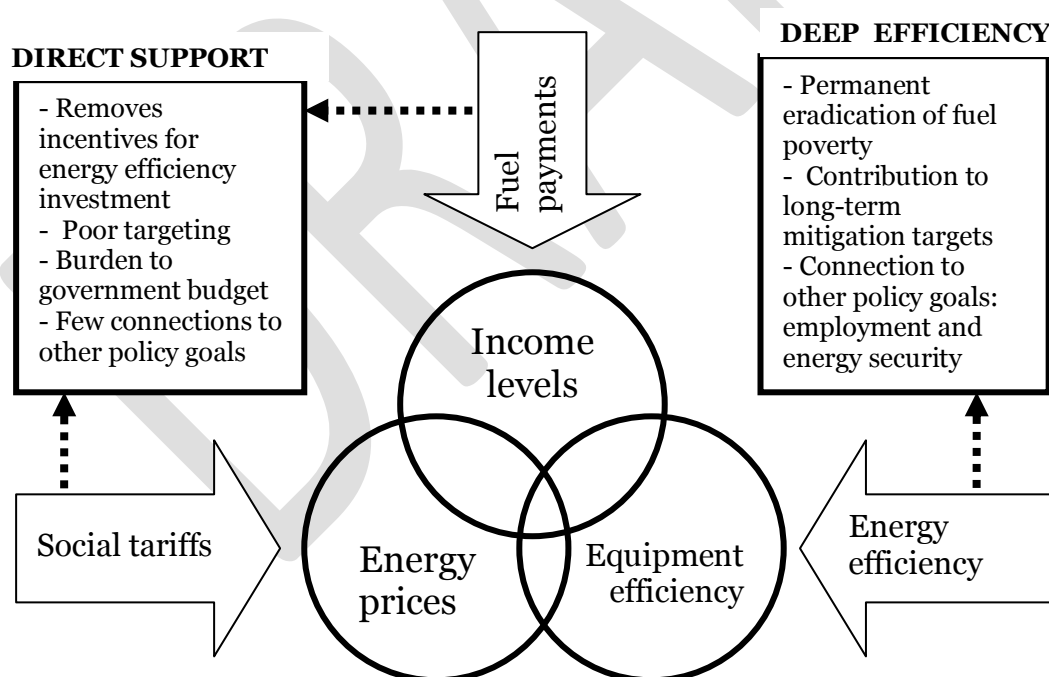 DIRECT SUPPORT
- Removes
incentives for
energy efficiency
investment
- Poor targeting
- Burden to
government budget
- Few connections to
other policy goals
Fuel
payments
DEEP EFFICIENCY
- Permanent
eradication of fuel
poverty
- Contribution to
long-term
mitigation targets
- Connection to
other policy goals:
employment and
energy security
Income
levels
Social tariffs
Energy
prices
Equipment
efficiency
Energy
efficiency